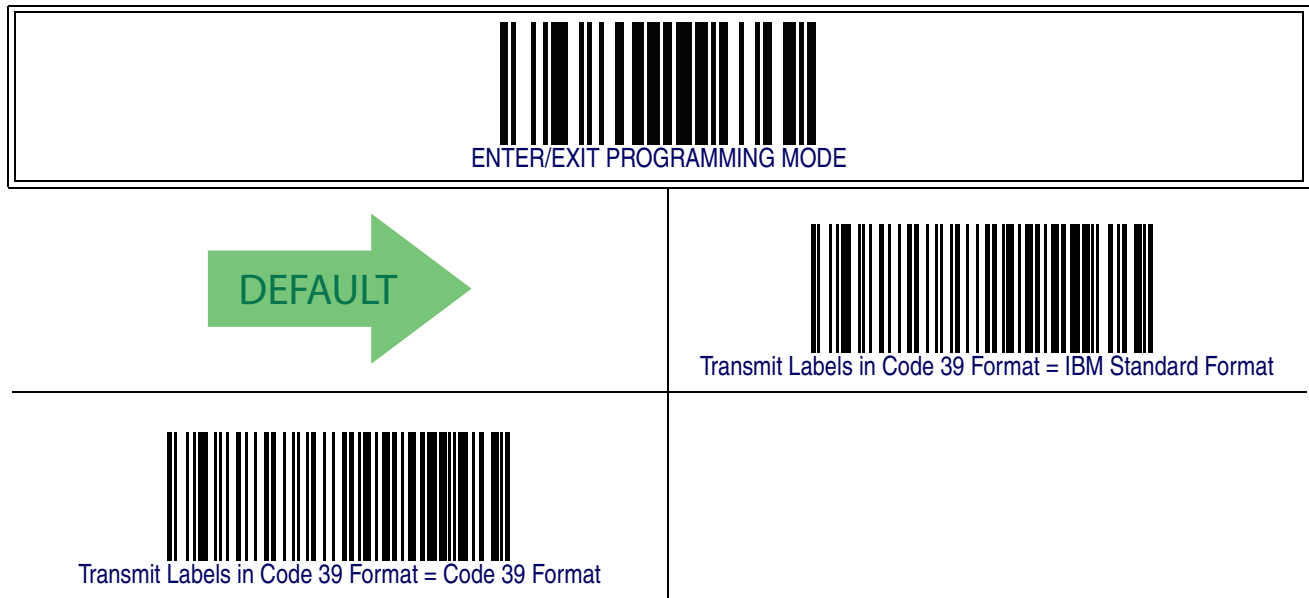 ENTER/EXIT PROGRAMMING MODE
DEFAULT
Transmit Labels in Code 39 Format = IBM Standard Format
Transmit Labels in Code 39 Format = Code 39 Format